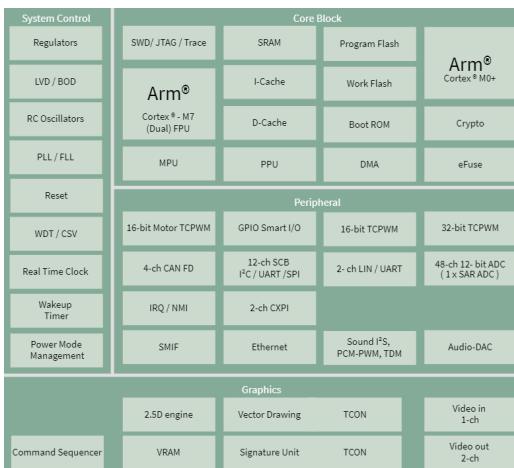 System Control
Regulators
LVD / BOD
RC Oscillators
PLL / FLL
Reset
WDT / CSV
Real Time Clock
Wakeup
Timer
Power Mode
Management
Core Block
SWD/ JTAG / Trace
SRAM
Program Flash
Arm®
Cortex® M0+
Arm®
Cortex® - M7
(Dual) FPU
I-Cache
Work Flash
D-Cache
Boot ROM
Crypto
MPU
PPU
DMA
eFuse
Peripheral
16-bit Motor TCPWM
GPIO Smart I/O
16-bit TCPWM
32-bit TCPWM
4-ch CAN FD
12-ch SCB
I²C / UART /SPI
2- ch LIN / UART
48-ch 12- bit ADC
( 1 x SAR ADC )
IRQ / NMI
2-ch CXPI
SMIF
Ethernet
Sound I²S,
PCM-PWM, TDM
Audio-DAC
Graphics
2.5D engine
Vector Drawing
TCON
Video in
1-ch
Command Sequencer
VRAM
Signature Unit
TCON
Video out
2-ch